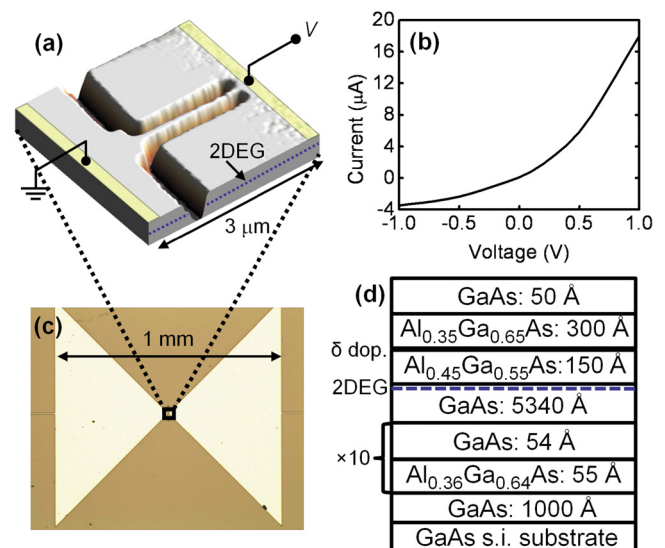 (a)
V
2DEG
3 μm
(b)
Current (μA)
20
16
12
8
4
0
-4
-1.0 -0.5 0.0 0.5 1.0
Voltage (V)
(c)
1 mm
(d)
GaAs: 50 Å
Al0.35Ga0.65As: 300 Å
δ dop.
Al0.45Ga0.55As:150 Å
2DEG
GaAs: 5340 Å
×10
GaAs: 54 Å
Al0.36Ga0.64As: 55 Å
GaAs: 1000 Å
GaAs s.i. substrate